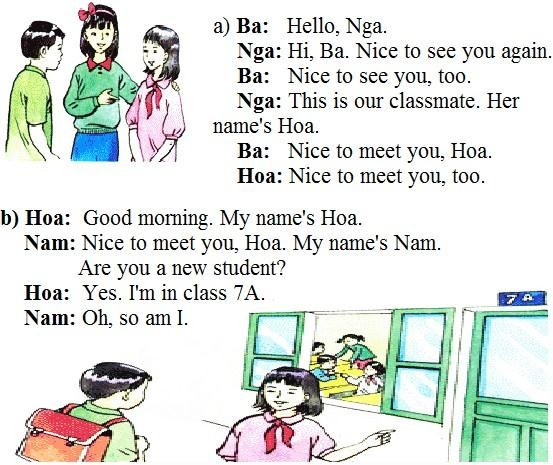 a) Ba: Hello, Nga.
Nga: Hi, Ba. Nice to see you again.
Ba: Nice to see you, too.
Nga: This is our classmate. Her
name's Hoa.
Ba: Nice to meet you, Hoa.
Hoa: Nice to meet you, too.
b) Hoa: Good morning. My name's Hoa.
Nam: Nice to meet you, Hoa. My name's Nam.
Are you a new student?
Hoa: Yes. I'm in class 7A.
Nam: Oh, so am I.
7A